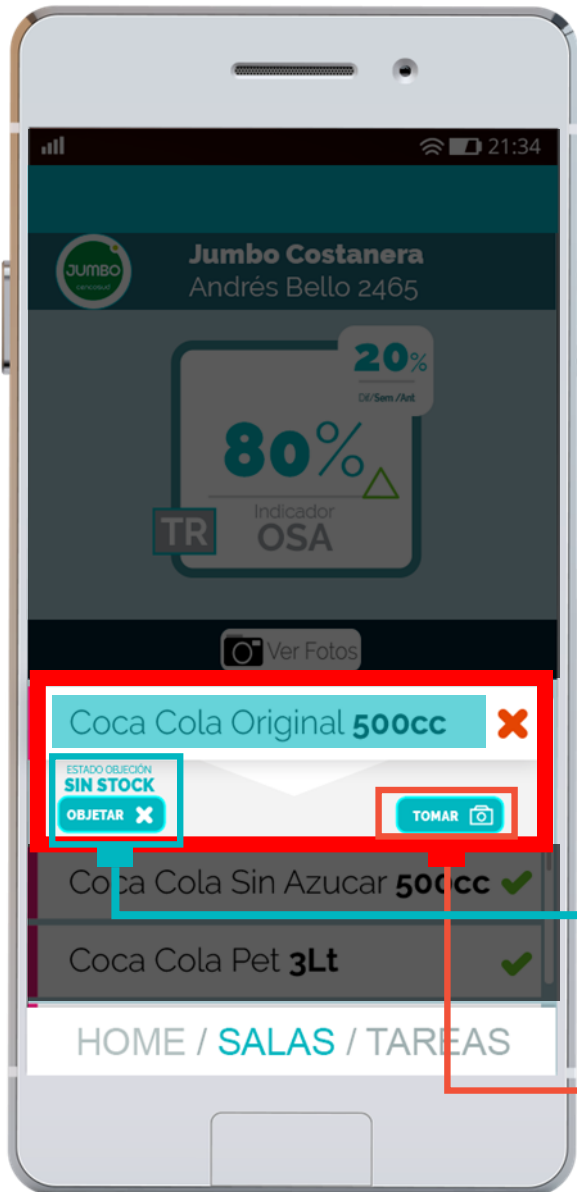 21:34
JUMBO
cencosud
Jumbo Costanera
Andrés Bello 2465
20%
Dif/Sem/Ant
80%
Indicador
OSA
TR
Ver Fotos
Coca Cola Original 500cc
ESTADO OBJECIÓN
SIN STOCK
OBJETAR
TOMAR
Coca Cola Sin Azucar 500cc
Coca Cola Pet 3Lt
HOME / SALAS / TAREAS